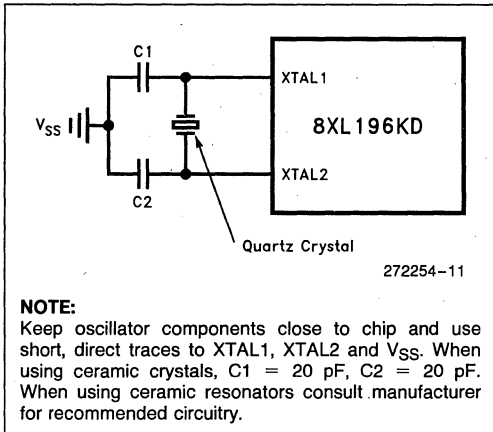 C1
XTAL1
VSS
8XL196KD
XTAL2
C2
Quartz Crystal
272254-11
NOTE:
Keep oscillator components close to chip and use
short, direct traces to XTAL1, XTAL2 and VSS. When
using ceramic crystals, C1 = 20 pF, C2 = 20 pF.
When using ceramic resonators consult manufacturer
for recommended circuitry.